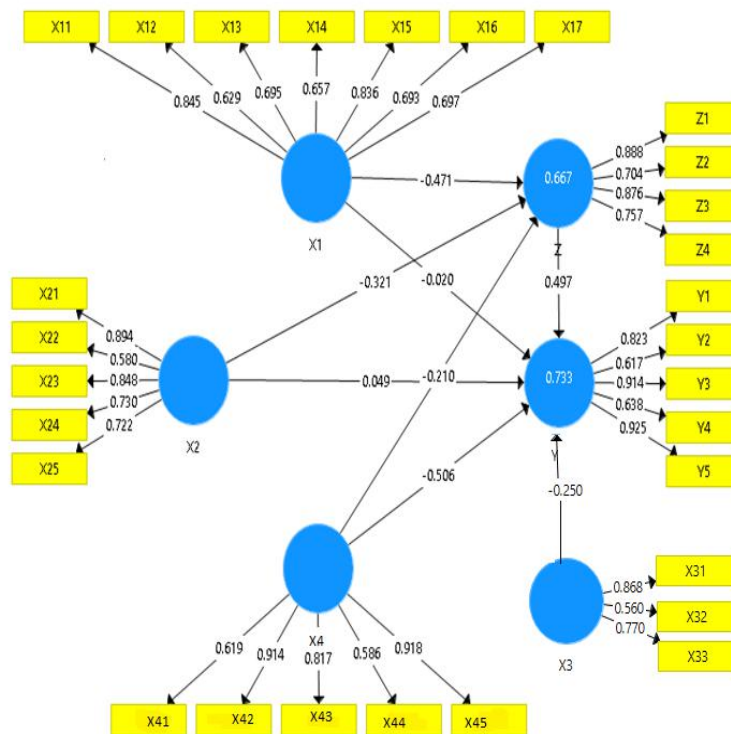 X11 X12 X13 X14 X15 X16 X17
0.845 0.629 0.695 0.657 0.836 0.693 0.697
X1
Z1
Z2
Z3
Z4
0.888
0.704
0.876
0.757
0.667
Z
-0.471
-0.321
-0.020
0.497
X21
X22
X23
X24
X25
0.894
0.580
0.848
0.730
0.722
X2
0.049
-0.210
-0.506
Y1
Y2
Y3
Y4
Y5
0.823
0.617
0.914
0.638
0.925
0.733
Y
-0.250
X4
0.619 0.914 0.817 0.586 0.918
X41 X42 X43 X44 X45
X31
X32
X33
0.868
0.560
0.770
X3